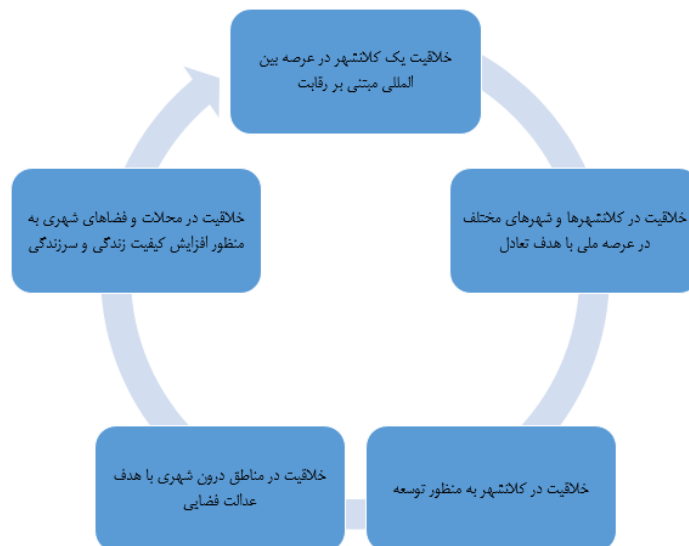 خلاقیت یک کلانشهر در عرصه بین
المللی مبتنی بر رقابت
خلاقیت در کلانشهرها و شهرهای مختلف
در عرصه ملی با هدف تعادل
خلاقیت در کلانشهر به منظور توسعه
خلاقیت در مناطق درون شهری با هدف
عدالت فضایی
خلاقیت در محلات و فضاهای شهری به
منظور افزایش کیفیت زندگی و سرزندگی